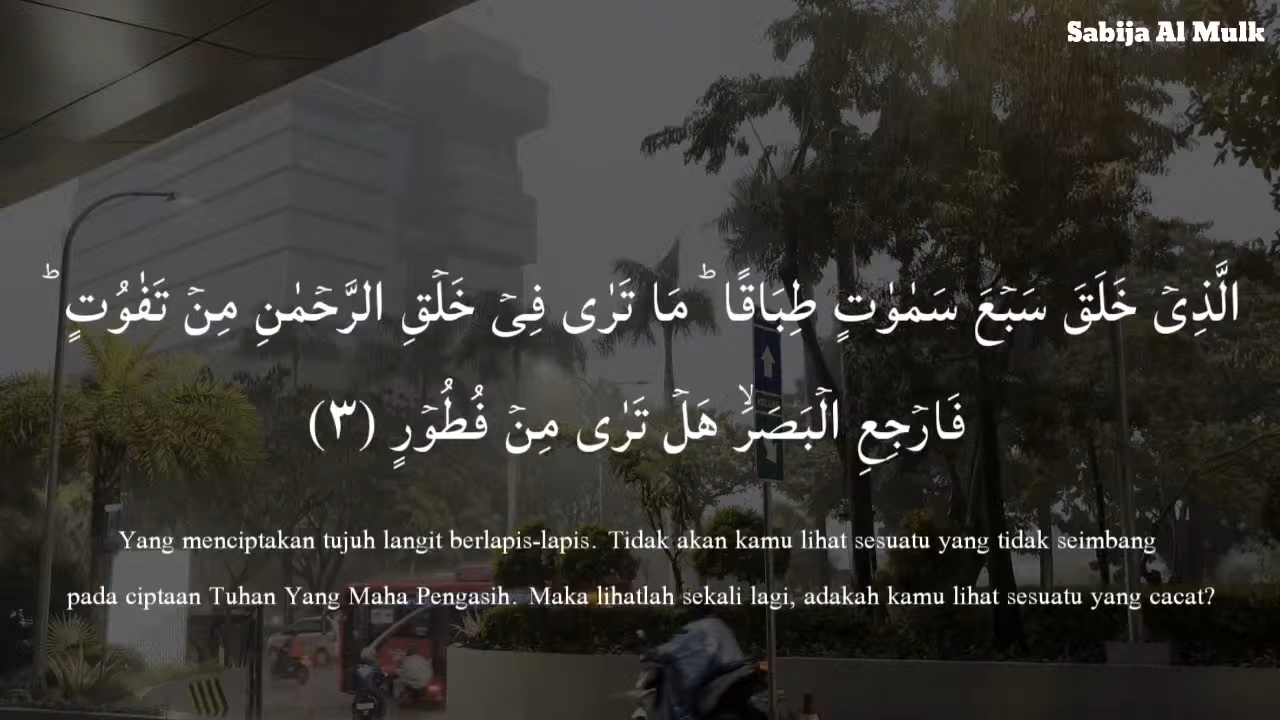 Sabija Al Mulk
الَّذِيْ خَلَقَ سَبْعَ سَمٰوٰتٍ طِبَاقًا ۗ مَا تَرٰى فِيْ خَلْقِ الرَّحْمٰنِ مِنْ تَفٰوُتٍ ۗ
فَارْجِعِ الْبَصَرَۙ هَلْ تَرٰى مِنْ فُطُوْرٍ (٣)
Yang menciptakan tujuh langit berlapis-lapis. Tidak akan kamu lihat sesuatu yang tidak seimbang
pada ciptaan Tuhan Yang Maha Pengasih. Maka lihatlah sekali lagi, adakah kamu lihat sesuatu yang cacat?